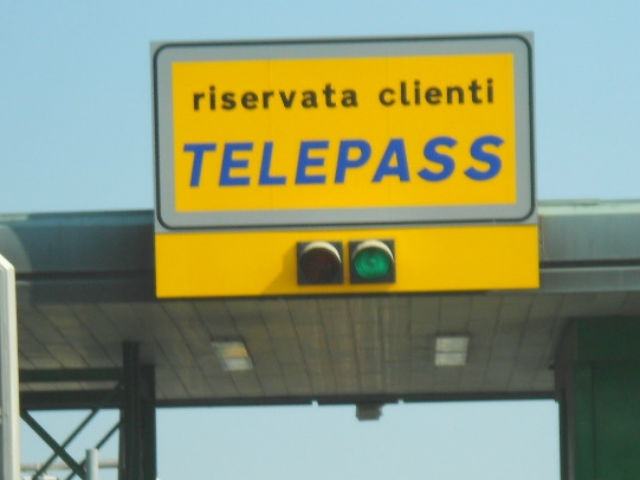 riservata clienti
TELEPASS